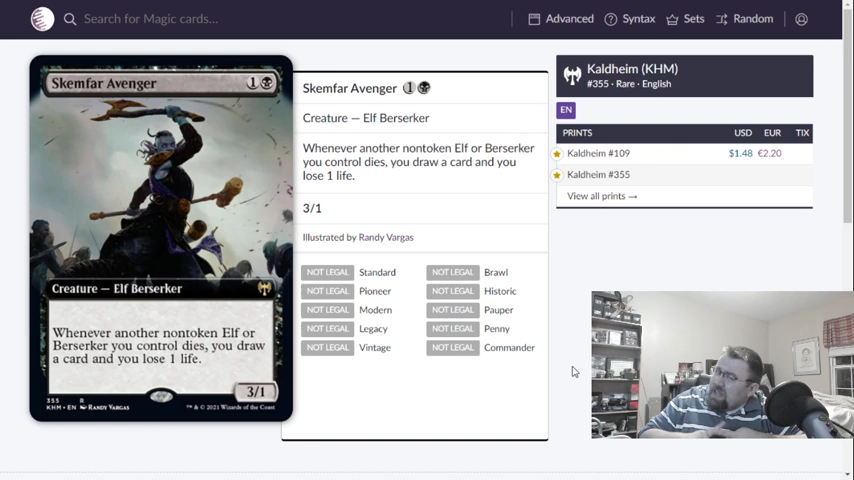 Search for Magic cards...
Advanced
Syntax
Sets
Random
Skemfar Avenger 1
Creature — Elf Berserker
Whenever another nontoken Elf or
Berserker you control dies, you draw
a card and you lose 1 life.
3/1
355 R
KHM • EN RANDY VARGAS
™ & © 2021 Wizards of the Coast
Skemfar Avenger 1
Creature — Elf Berserker
Whenever another nontoken Elf or Berserker
you control dies, you draw a card and you
lose 1 life.
3/1
Illustrated by Randy Vargas
NOT LEGAL Standard NOT LEGAL Brawl
NOT LEGAL Pioneer NOT LEGAL Historic
NOT LEGAL Modern NOT LEGAL Pauper
NOT LEGAL Legacy NOT LEGAL Penny
NOT LEGAL Vintage NOT LEGAL Commander
Kaldheim (KHM)
#355 • Rare • English
EN
PRINTS USD EUR TIX
Kaldheim #109 $1.48 €2.20
Kaldheim #355
View all prints →